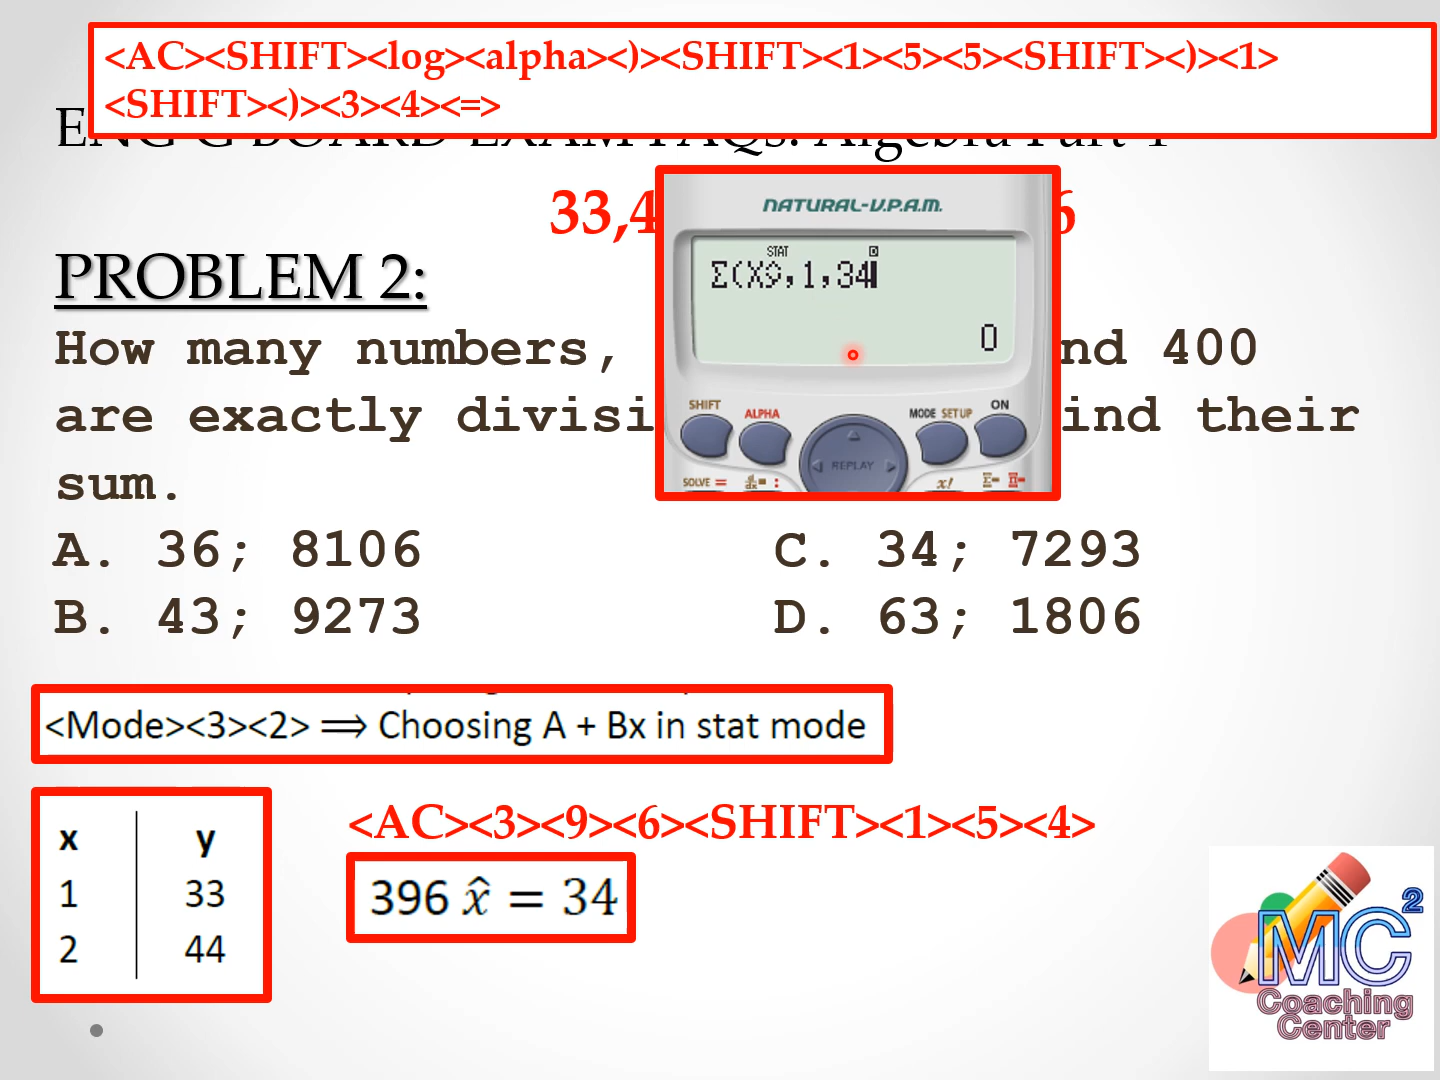 <AC><SHIFT><log><alpha><)><SHIFT><1><5><5><SHIFT><)><1>
<SHIFT><)><3><4><=>
33,4 6
NATURAL-V.P.A.M.
STAT D
Σ(Xŷ,1,34
0
SHIFT ALPHA MODE SETUP ON
REPLAY
SOLVE = d/dx : x! Σ= Π=
PROBLEM 2:
How many numbers, nd 400
are exactly divisi ind their
sum.
A. 36; 8106 C. 34; 7293
B. 43; 9273 D. 63; 1806
<Mode><3><2> ⟹ Choosing A + Bx in stat mode
x y
1 33
2 44
<AC><3><9><6><SHIFT><1><5><4>
396 x̂ = 34
MC²
Coaching
Center